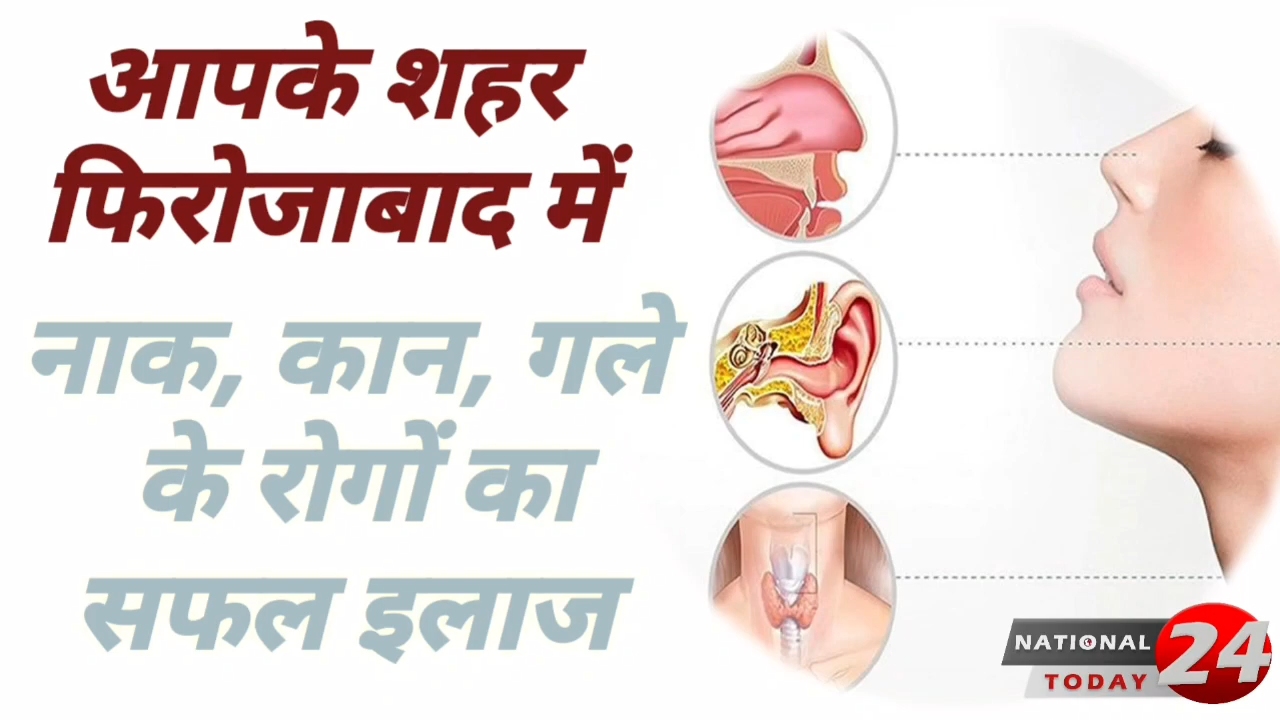 आपके शहर
फिरोजाबाद में
नाक, कान, गले
के रोगों का
सफल इलाज
NATIONAL
24
TODAY